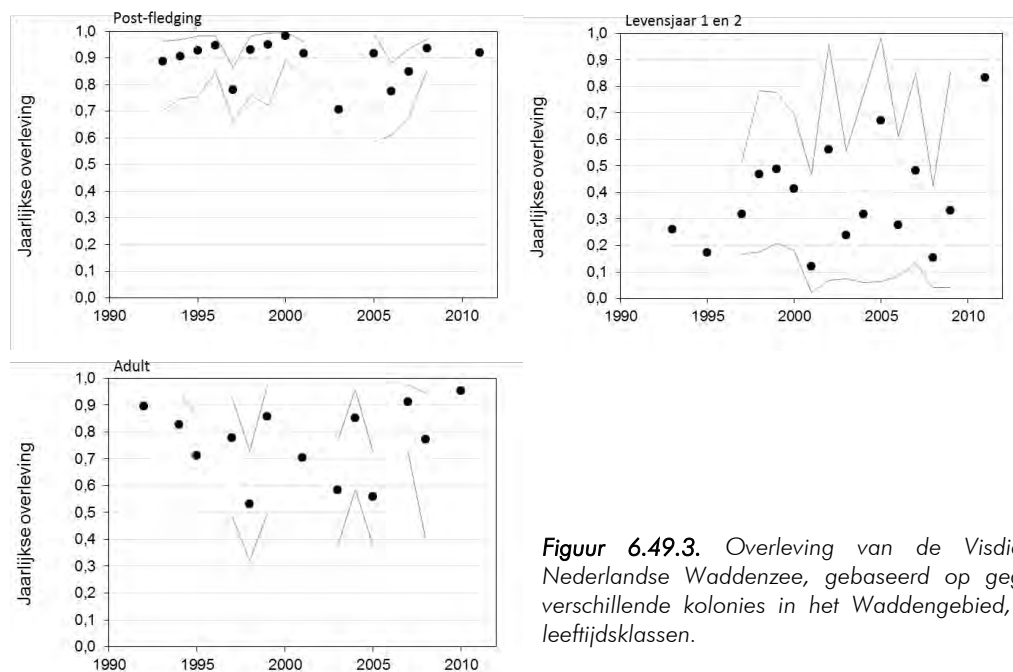 Post-fledging
Jaarlijkse overleving
1,0
0,9
0,8
0,7
0,6
0,5
0,4
0,3
0,2
0,1
0,0
1990 1995 2000 2005 2010
Levensjaar 1 en 2
Jaarlijkse overleving
1,0
0,9
0,8
0,7
0,6
0,5
0,4
0,3
0,2
0,1
0,0
1990 1995 2000 2005 2010
Adult
Jaarlijkse overleving
1,0
0,9
0,8
0,7
0,6
0,5
0,4
0,3
0,2
0,1
0,0
1990 1995 2000 2005 2010
Figuur 6.49.3. Overleving van de
Nederlandse Waddenzee, gebaseerd op
verschillende kolonies in het Waddengebied,
leeftijdsklassen.